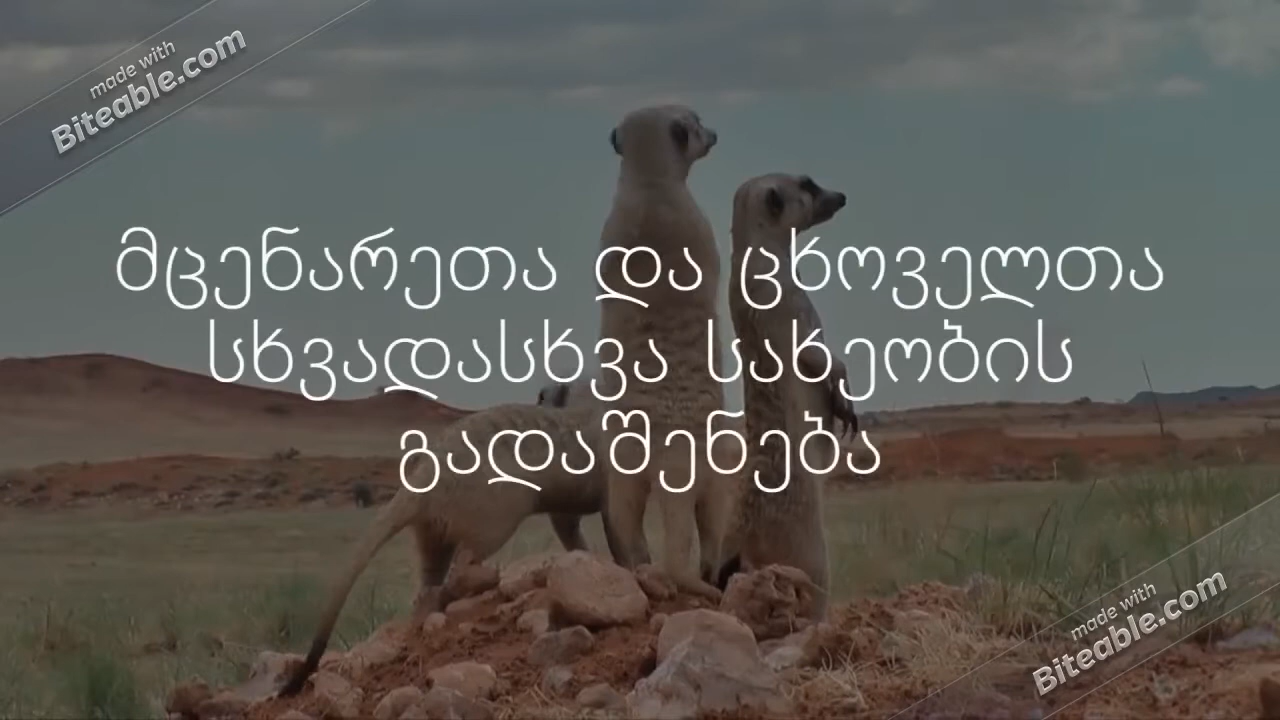 made with
Biteable.com
მცენარეთა და ცხოველთა
სხვადასხვა სახეობის
გადაშენება
made with
Biteable.com